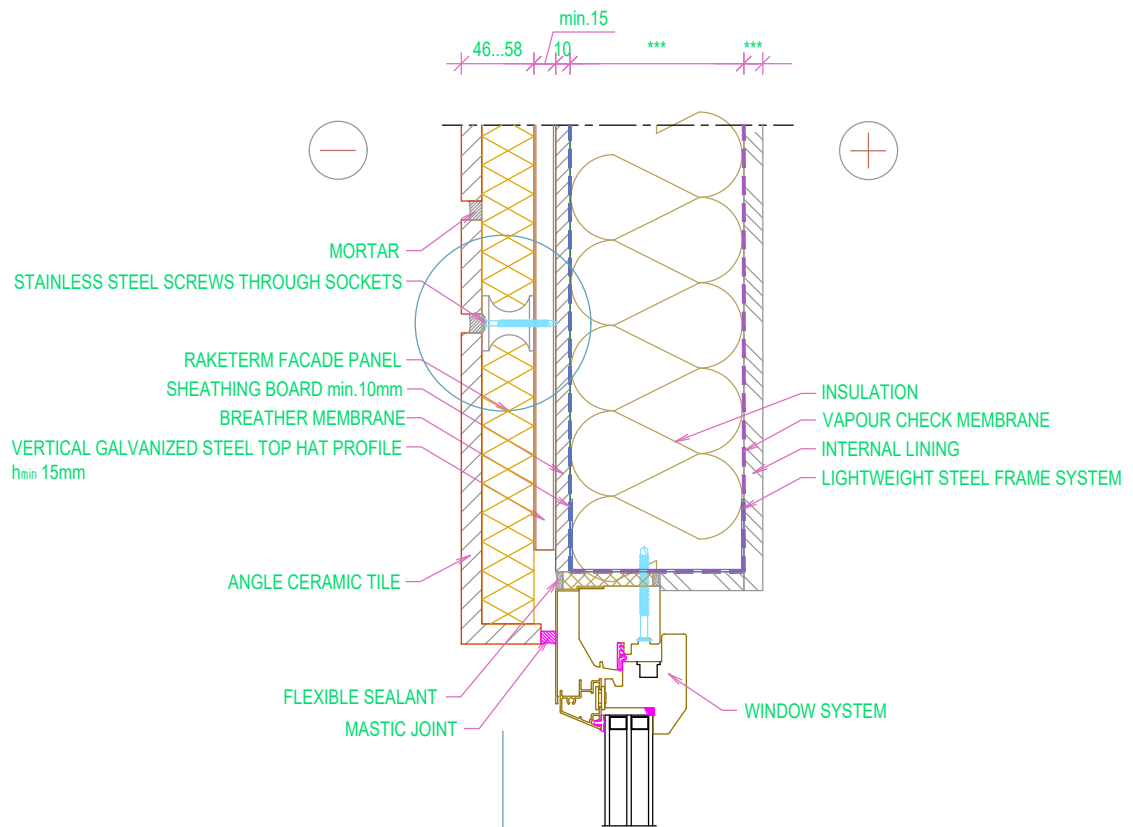 min.15
46...58
10
***
***
MORTAR
STAINLESS STEEL SCREWS THROUGH SOCKETS
RAKETERM FACADE PANEL
SHEATHING BOARD min.10mm
BREATHER MEMBRANE
VERTICAL GALVANIZED STEEL TOP HAT PROFILE
hmin 15mm
ANGLE CERAMIC TILE
FLEXIBLE SEALANT
MASTIC JOINT
INSULATION
VAPOUR CHECK MEMBRANE
INTERNAL LINING
LIGHTWEIGHT STEEL FRAME SYSTEM
WINDOW SYSTEM